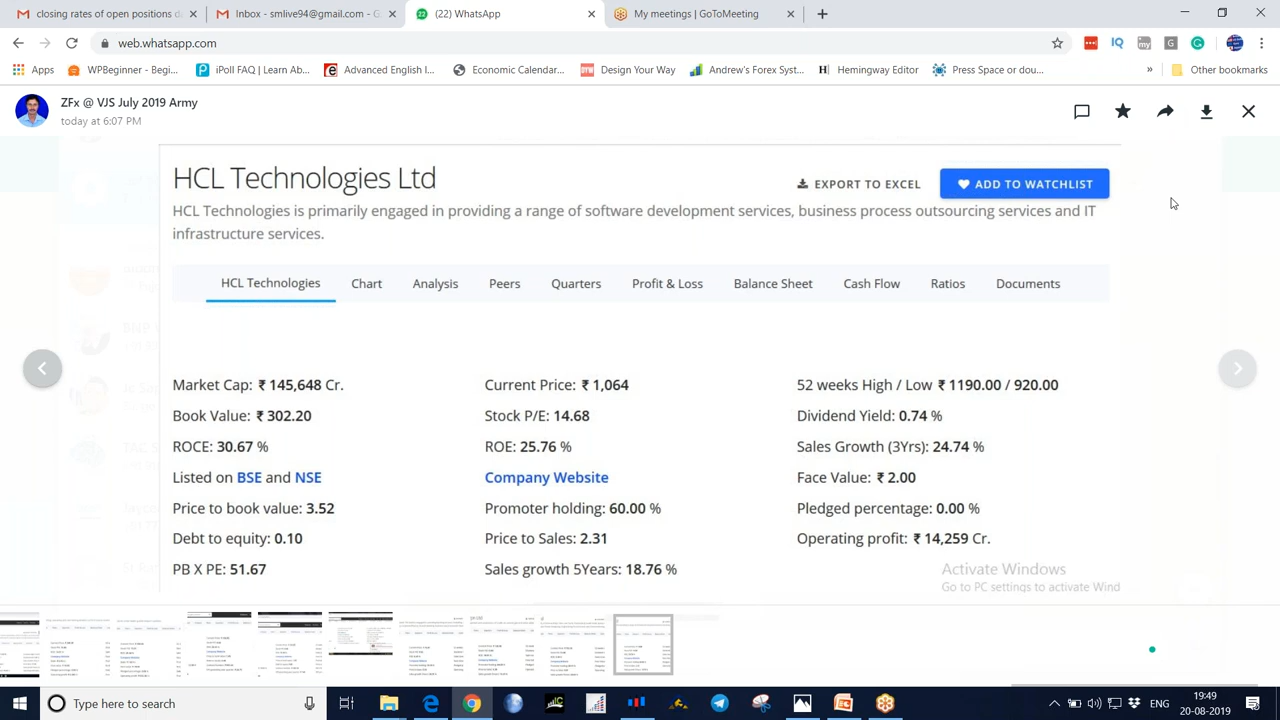 closing rates of positions at ex
Inbox - smlive94@gmail.com - G
(22) WhatsApp
My meetings | GoToMeeting
web.whatsapp.com
Apps
WPBeginner - Begi...
iPoll FAQ | Learn Ab...
Advanced English I...
Economic Calendar...
Design Your Way
Andrew's Forex Syst...
Hemingway Editor
Press Space or dou...
»
Other bookmarks
ZFx @ VJS July 2019 Army
today at 6:07 PM
HCL Technologies Ltd
EXPORT TO EXCEL
ADD TO WATCHLIST
HCL Technologies is primarily engaged in providing a range of software development services, business process outsourcing services and IT
infrastructure services.
HCL Technologies
Chart
Analysis
Peers
Quarters
Profit & Loss
Balance Sheet
Cash Flow
Ratios
Documents
Market Cap: ₹ 145,648 Cr.
Current Price: ₹ 1,064
52 weeks High / Low ₹ 1190.00 / 920.00
Book Value: ₹ 302.20
Stock P/E: 14.68
Dividend Yield: 0.74 %
ROCE: 30.67 %
ROE: 25.76 %
Sales Growth (3Yrs): 24.74 %
Listed on BSE and NSE
Company Website
Face Value: ₹ 2.00
Price to book value: 3.52
Promoter holding: 60.00 %
Pledged percentage: 0.00 %
Debt to equity: 0.10
Price to Sales: 2.31
Operating profit: ₹ 14,259 Cr.
PB X PE: 51.67
Sales growth 5Years: 18.76 %
Activate Windows
Go to PC settings to activate Wind
Type here to search
ENG
19:49
20-08-2019